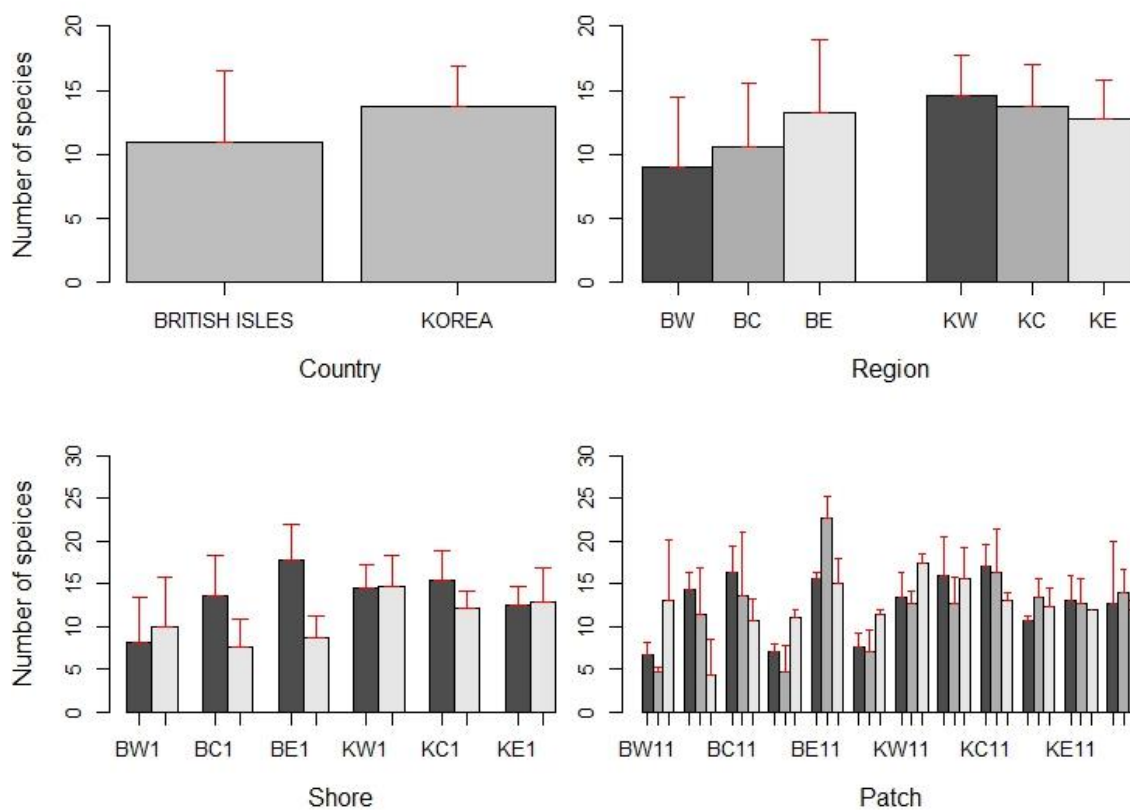 Number of species
20
15
10
5
0
BRITISH ISLES KOREA
Country
20
15
10
5
0
BW BC BE KW KC KE
Region
Number of speices
30
25
20
15
10
5
0
BW1 BC1 BE1 KW1 KC1 KE1
Shore
30
25
20
15
10
5
0
BW11 BC11 BE11 KW11 KC11 KE11
Patch